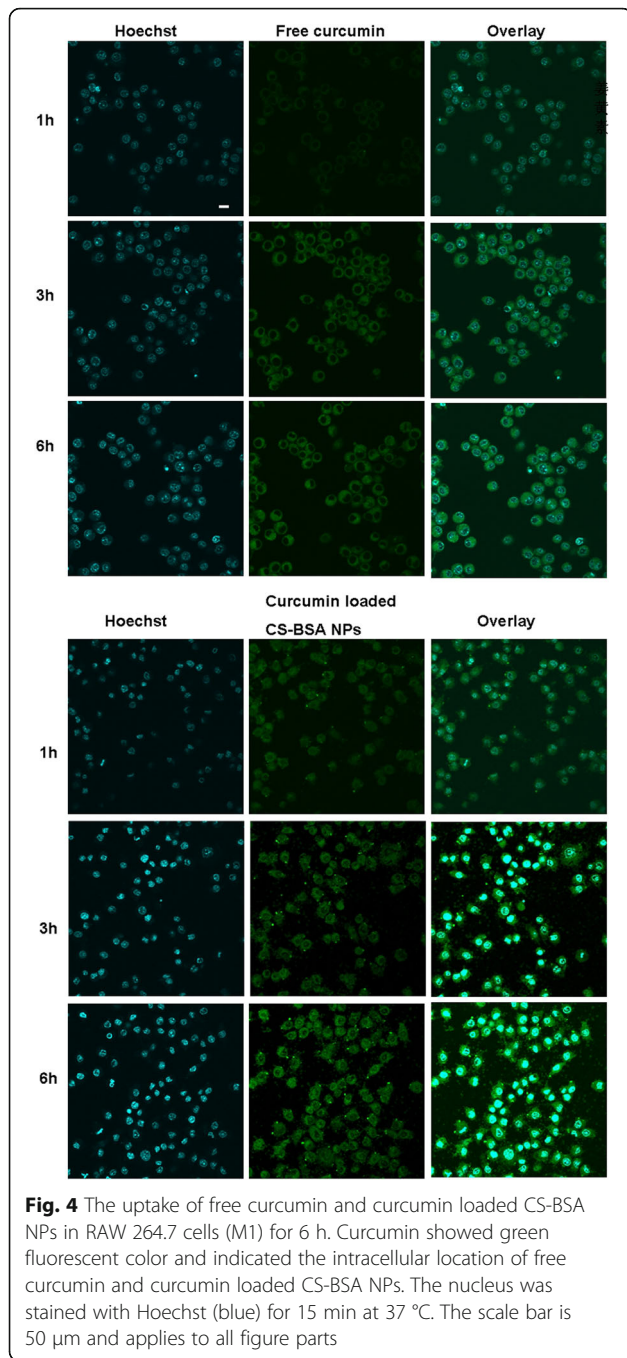 Hoechst Free curcumin Overlay
1h
3h
6h
Curcumin loaded
Hoechst CS-BSA NPs Overlay
1h
3h
6h
Fig. 4 The uptake of free curcumin and curcumin loaded CS-BSA
NPs in RAW 264.7 cells (M1) for 6 h. Curcumin showed green
fluorescent color and indicated the intracellular location of free
curcumin and curcumin loaded CS-BSA NPs. The nucleus was
stained with Hoechst (blue) for 15 min at 37 °C. The scale bar is
50 μm and applies to all figure parts